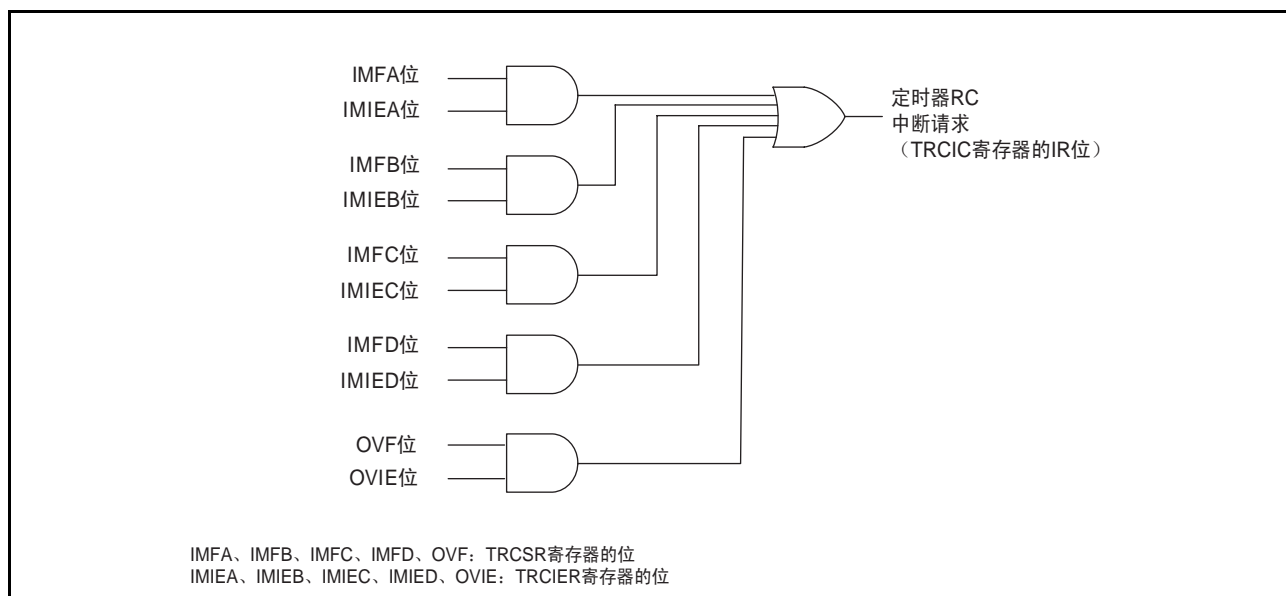 IMFA位
IMIEA位
IMFB位
IMIEB位
IMFC位
IMIEC位
IMFD位
IMIED位
OVF位
OVIE位
定时器RC
中断请求
（TRCIC寄存器的IR位）
IMFA、IMFB、IMFC、IMFD、OVF：TRCSR寄存器的位
IMIEA、IMIEB、IMIEC、IMIED、OVIE：TRCIER寄存器的位